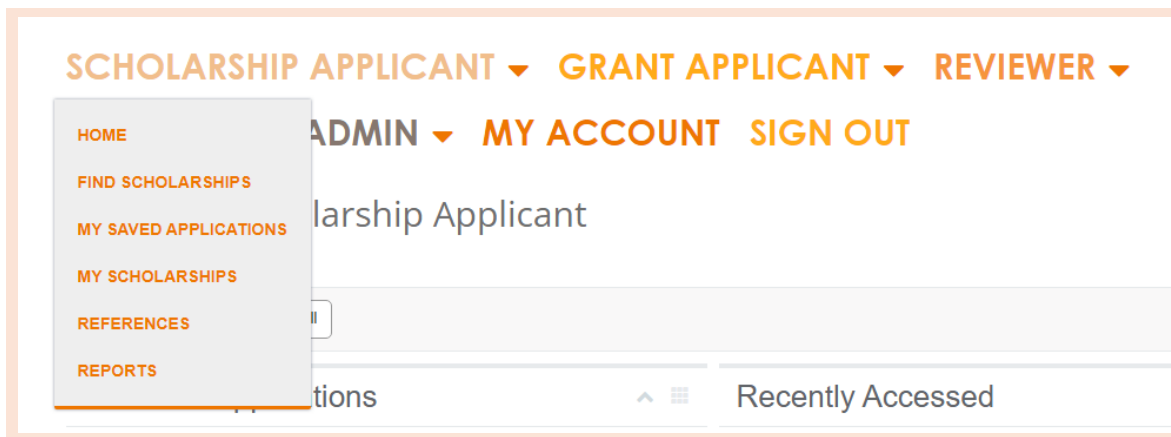 SCHOLARSHIP APPLICANT GRANT APPLICANT REVIEWER
ADMIN MY ACCOUNT SIGN OUT
HOME
FIND SCHOLARSHIPS
MY SAVED APPLICATIONS
MY SCHOLARSHIPS
REFERENCES
REPORTS
larship Applicant
tions
Recently Accessed